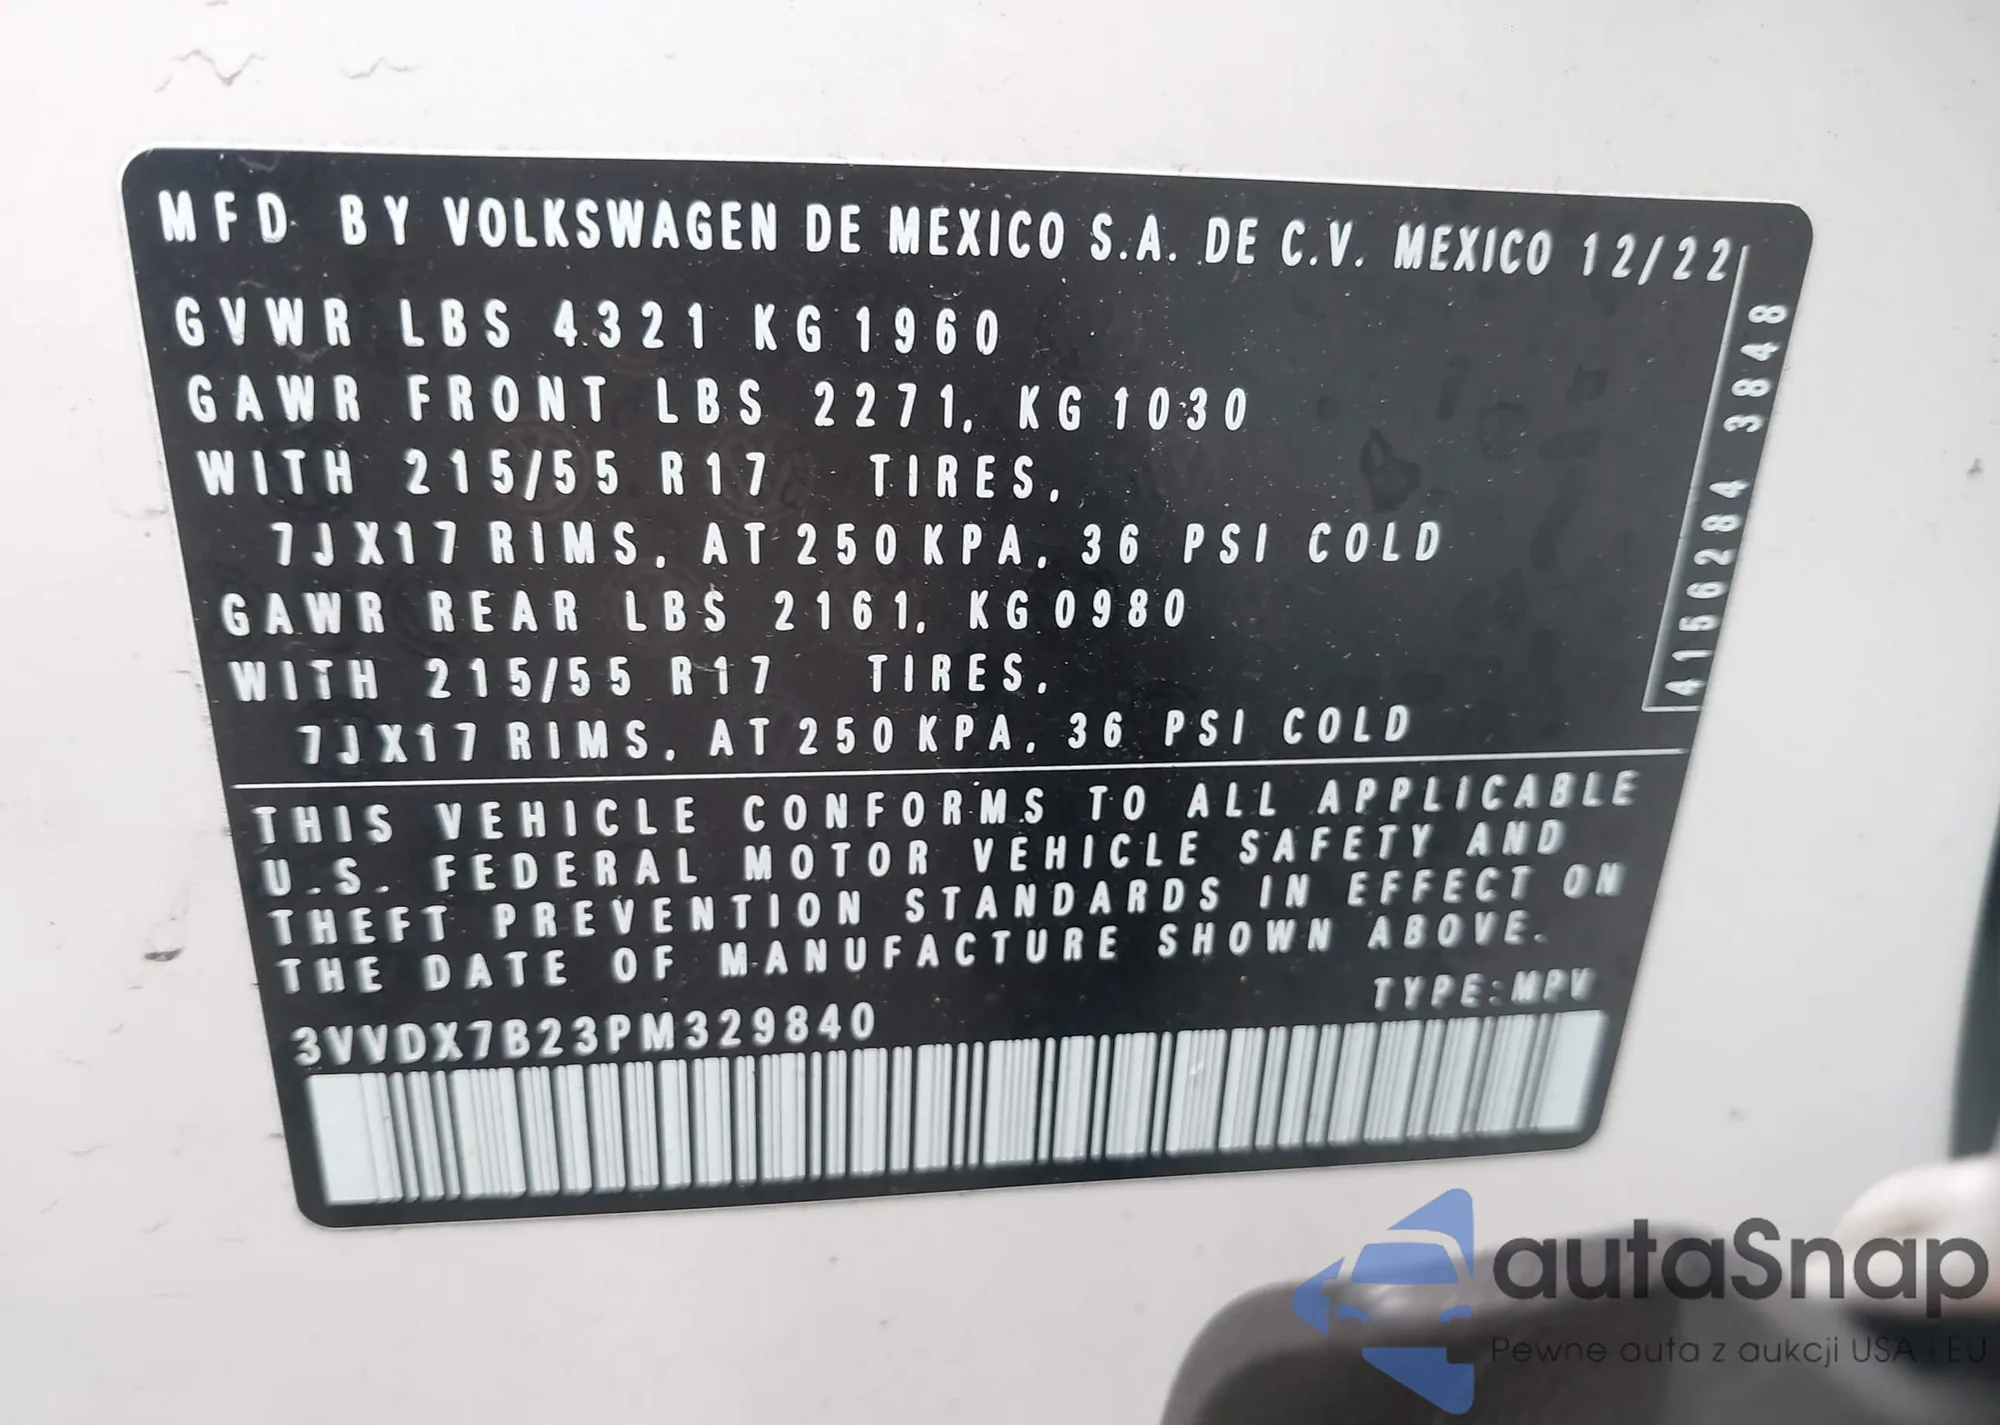 MFD BY VOLKSWAGEN DE MEXICO S.A. DE C.V. MEXICO 12/22
GVWR LBS 4321 KG 1960
GAWR FRONT LBS 2271, KG 1030
WITH 215/55 R17 TIRES,
7JX17 RIMS, AT 250 KPA, 36 PSI COLD
GAWR REAR LBS 2161, KG 0980
WITH 215/55 R17 TIRES,
7JX17 RIMS, AT 250 KPA, 36 PSI COLD
4156284 3848
THIS VEHICLE CONFORMS TO ALL APPLICABLE
U.S. FEDERAL MOTOR VEHICLE SAFETY AND
THEFT PREVENTION STANDARDS IN EFFECT ON
THE DATE OF MANUFACTURE SHOWN ABOVE.
TYPE:MPV
3VVDX7B23PM329840
autaSnap
Pewne auta z aukcji USA i EU